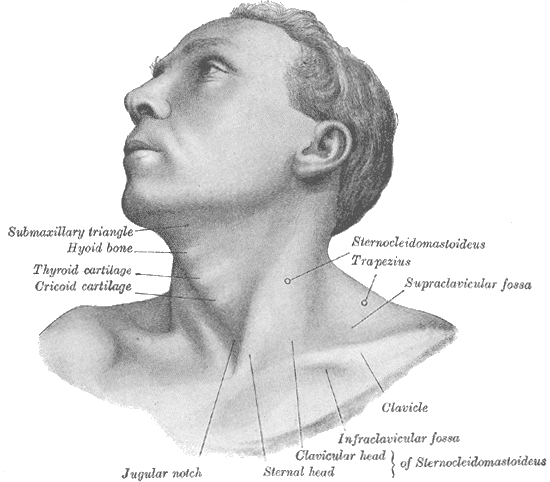 Submaxillary triangle
Hyoid bone
Thyroid cartilage
Cricoid cartilage
Sternocleidomastoideus
Trapezius
Supraclavicular fossa
Clavicle
Infraclavicular fossa
Clavicular head
Sternal head
of Sternocleidomastoideus
Jugular notch